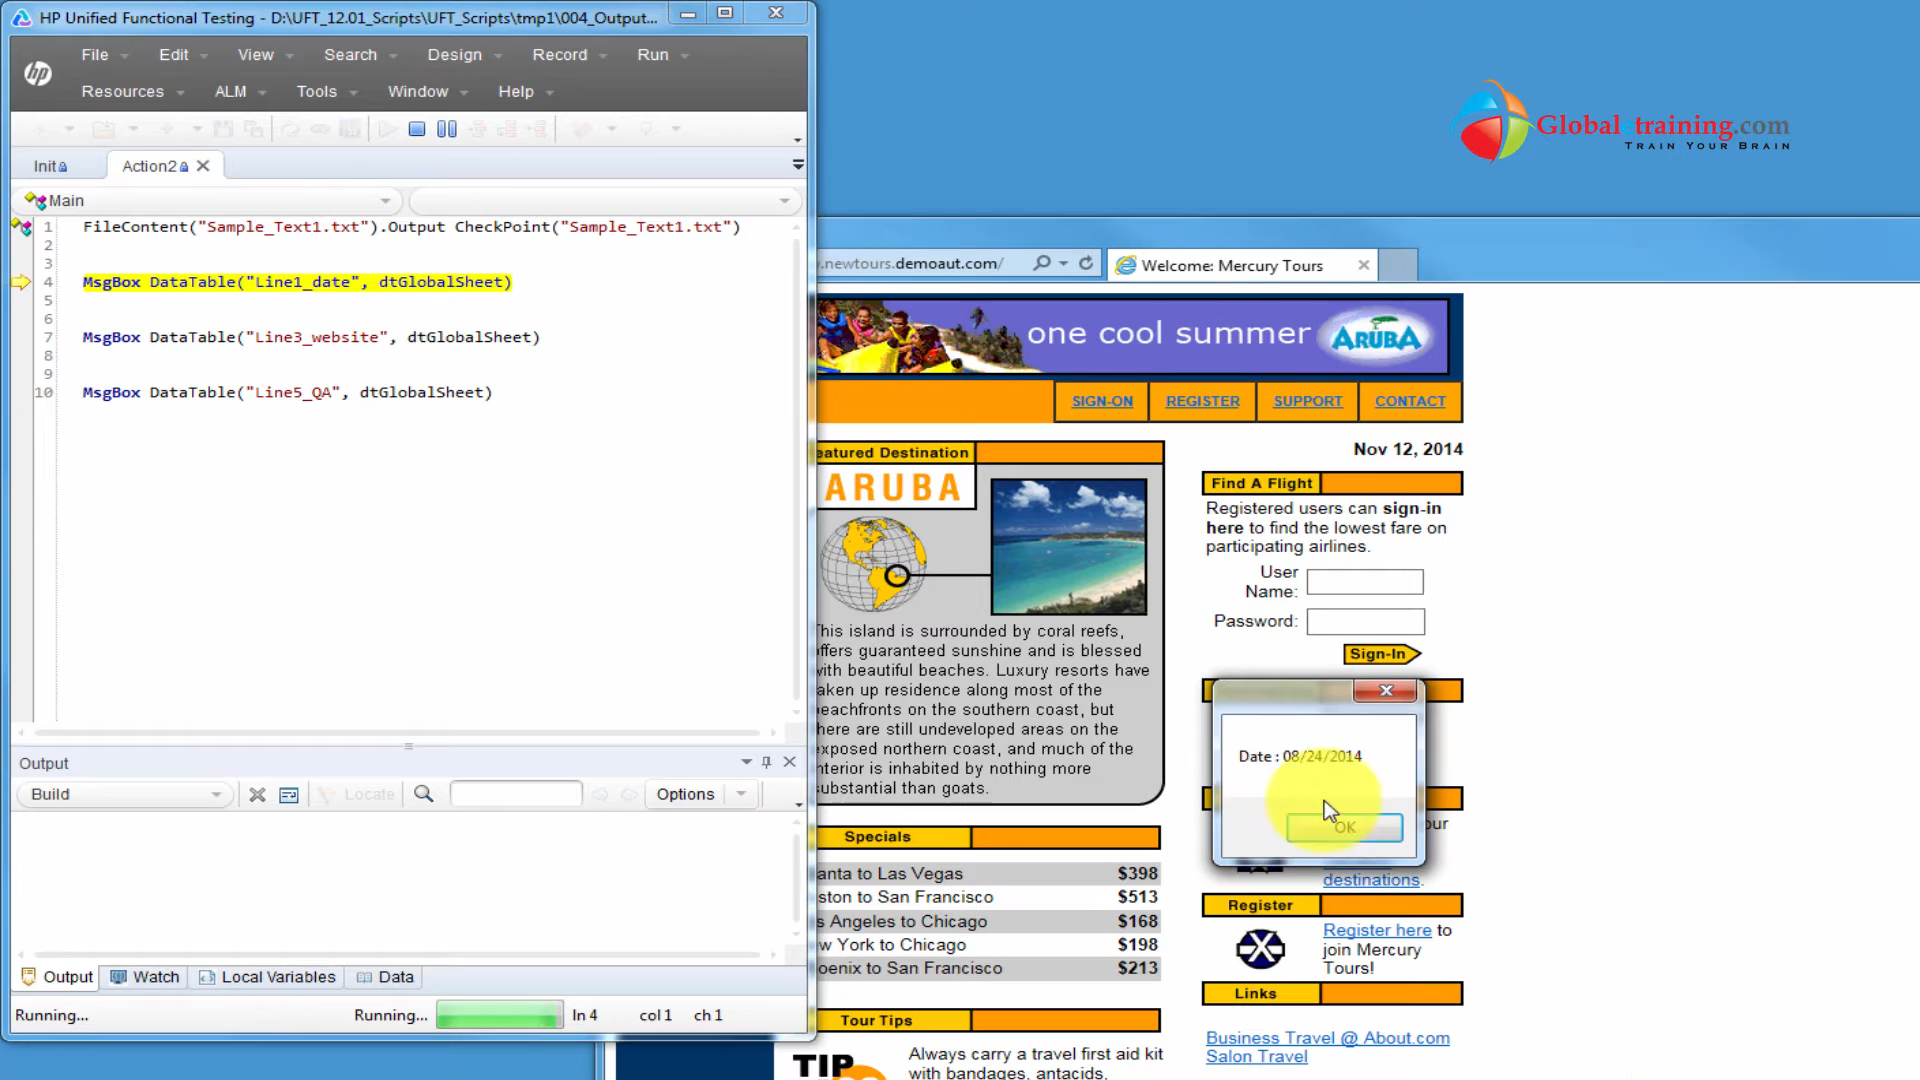 HP Unified Functional Testing - D:\UFT_12.01_Scripts\UFT_Scripts\tmp1\004_Output...
File Edit View Search Design Record Run
hp
Resources ALM Tools Window Help
Init
Action2
Main
1 FileContent("Sample_Text1.txt").Output CheckPoint("Sample_Text1.txt")
2
3
4 MsgBox DataTable("Line1_date", dtGlobalSheet)
5
6
7 MsgBox DataTable("Line3_website", dtGlobalSheet)
8
9
10 MsgBox DataTable("Line5_QA", dtGlobalSheet)
Output
Build
Locate
Options
Output Watch Local Variables Data
Running...
Running...
ln 4 col 1 ch 1
Global etraining.com
TRAIN YOUR BRAIN
.newtours.demoaut.com/
Welcome: Mercury Tours
one cool summer
ARUBA
SIGN-ON REGISTER SUPPORT CONTACT
Nov 12, 2014
eatured Destination
ARUBA
This island is surrounded by coral reefs,
offers guaranteed sunshine and is blessed
with beautiful beaches. Luxury resorts have
taken up residence along most of the
beachfronts on the southern coast, but
there are still undeveloped areas on the
exposed northern coast, and much of the
interior is inhabited by nothing more
substantial than goats.
Find A Flight
Registered users can sign-in
here to find the lowest fare on
participating airlines.
User
Name:
Password:
Sign-In
Date : 08/24/2014
OK
our
destinations.
Specials
anta to Las Vegas $398
ston to San Francisco $513
s Angeles to Chicago $168
w York to Chicago $198
oenix to San Francisco $213
Register
Register here to
join Mercury
Tours!
Links
Business Travel @ About.com
Salon Travel
Tour Tips
TIP
Always carry a travel first aid kit
with bandages, antacids,